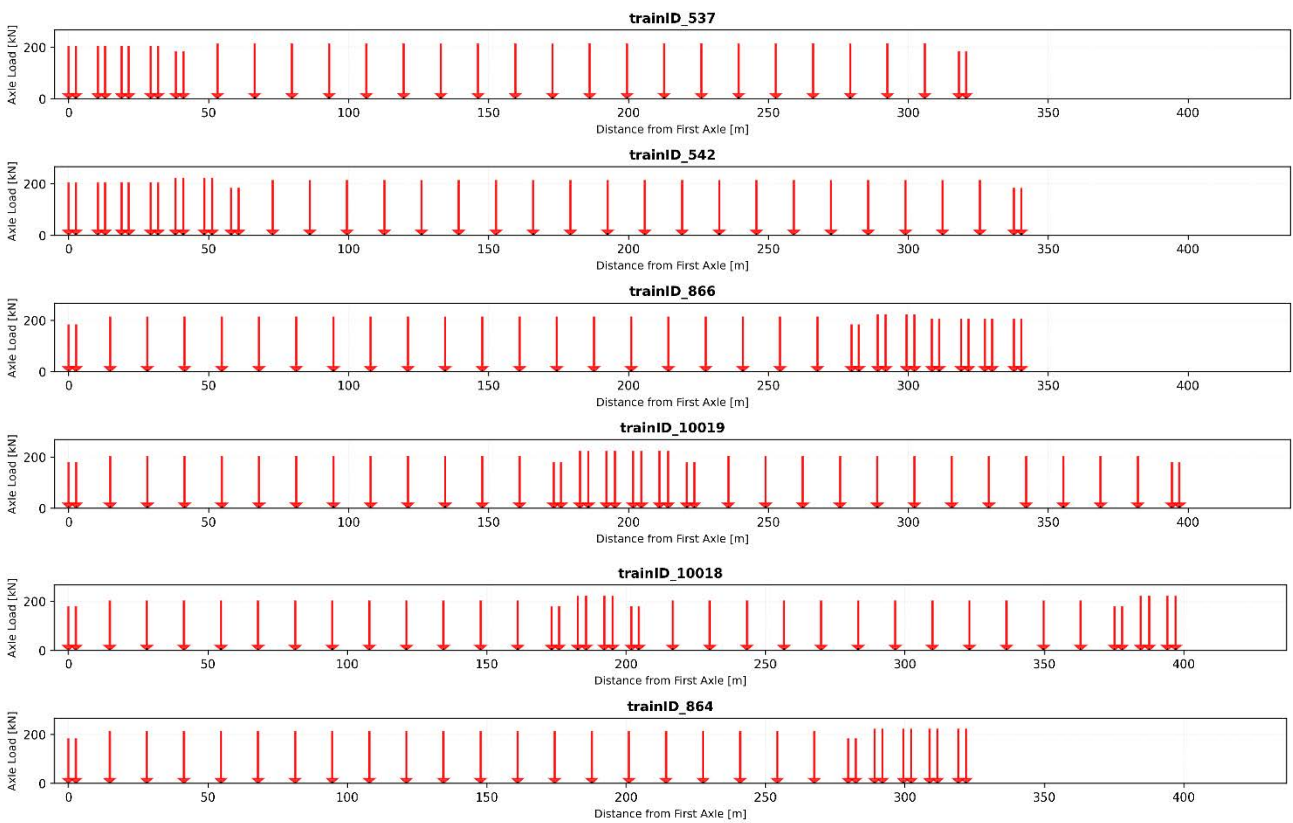 trainID_537
Axle Load [kN]
200
0
0 50 100 150 200 250 300 350 400
Distance from First Axle [m]
trainID_542
Axle Load [kN]
200
0
0 50 100 150 200 250 300 350 400
Distance from First Axle [m]
trainID_866
Axle Load [kN]
200
0
0 50 100 150 200 250 300 350 400
Distance from First Axle [m]
trainID_10019
Axle Load [kN]
200
0
0 50 100 150 200 250 300 350 400
Distance from First Axle [m]
trainID_10018
Axle Load [kN]
200
0
0 50 100 150 200 250 300 350 400
Distance from First Axle [m]
trainID_864
Axle Load [kN]
200
0
0 50 100 150 200 250 300 350 400
Distance from First Axle [m]